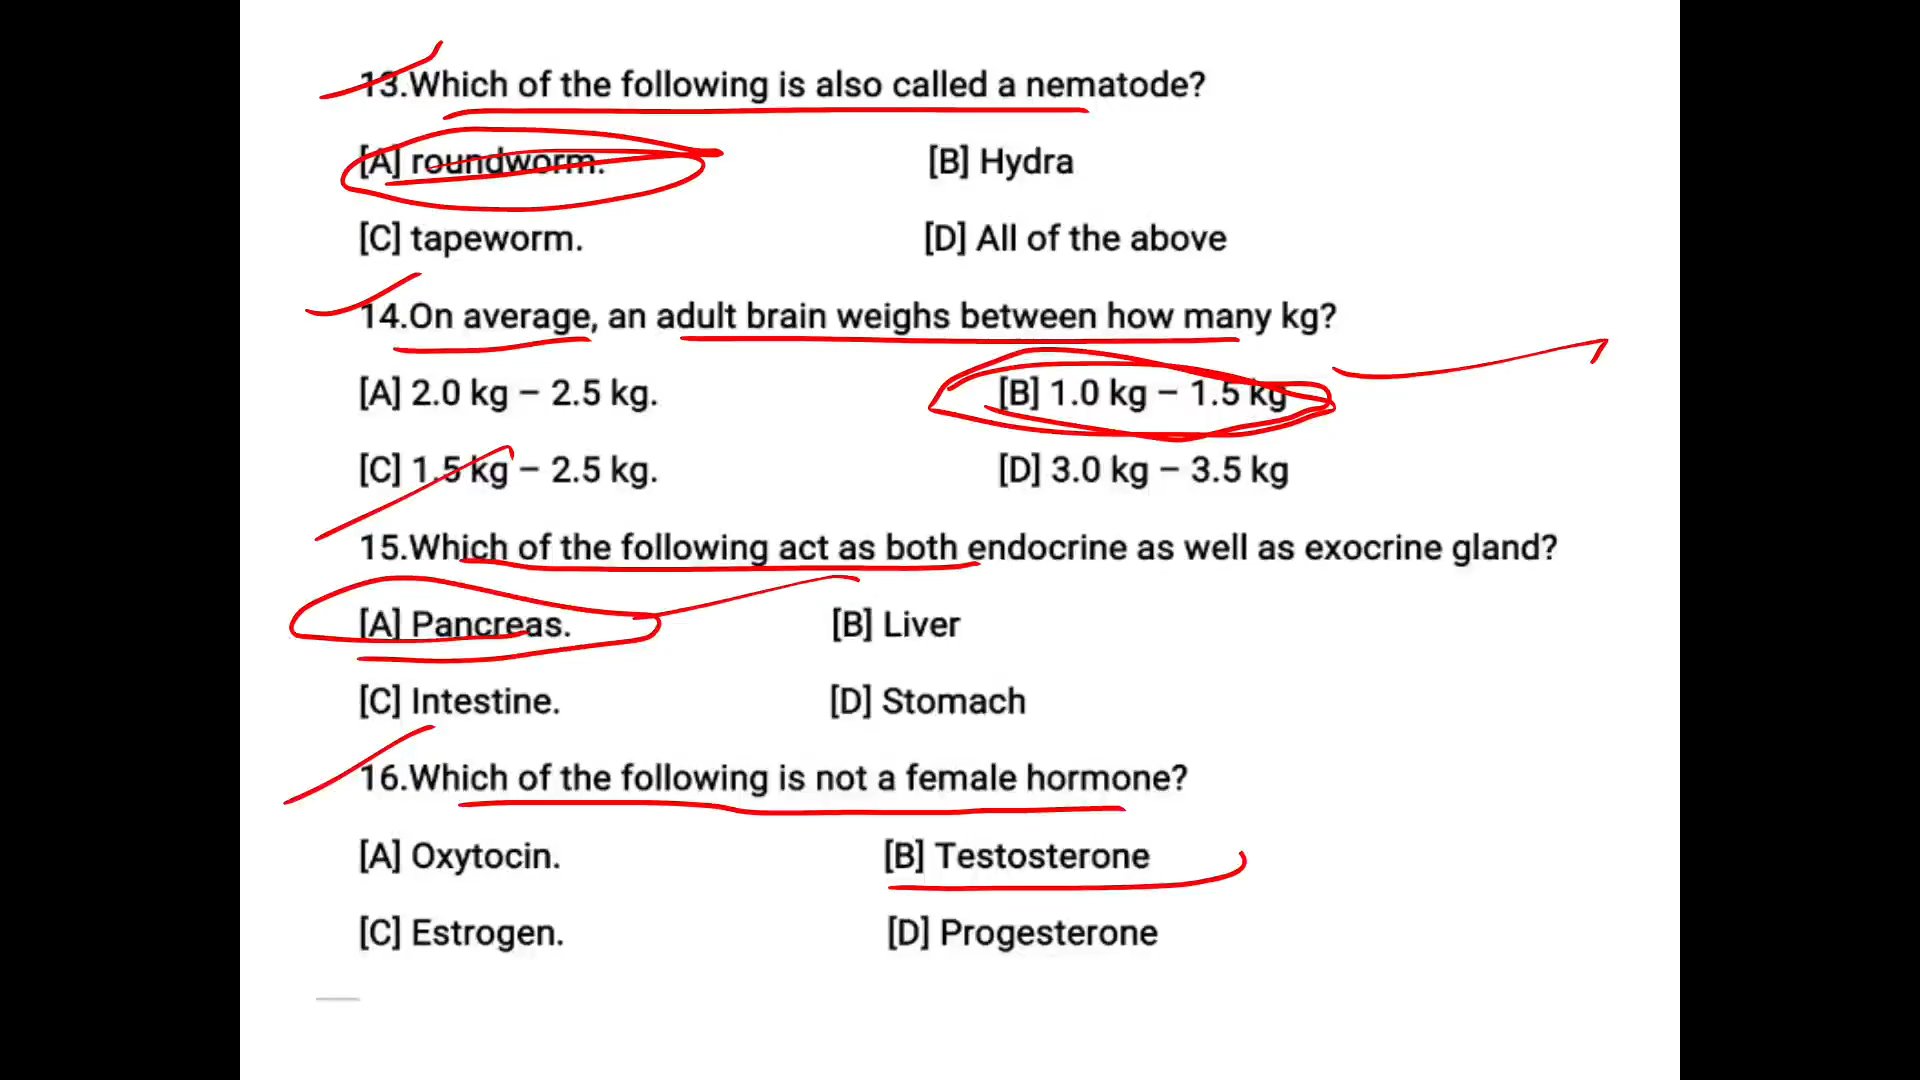 13.Which of the following is also called a nematode?
[A] roundworm. [B] Hydra
[C] tapeworm. [D] All of the above
14.On average, an adult brain weighs between how many kg?
[A] 2.0 kg – 2.5 kg. [B] 1.0 kg – 1.5 kg
[C] 1.5 kg – 2.5 kg. [D] 3.0 kg – 3.5 kg
15.Which of the following act as both endocrine as well as exocrine gland?
[A] Pancreas. [B] Liver
[C] Intestine. [D] Stomach
16.Which of the following is not a female hormone?
[A] Oxytocin. [B] Testosterone
[C] Estrogen. [D] Progesterone